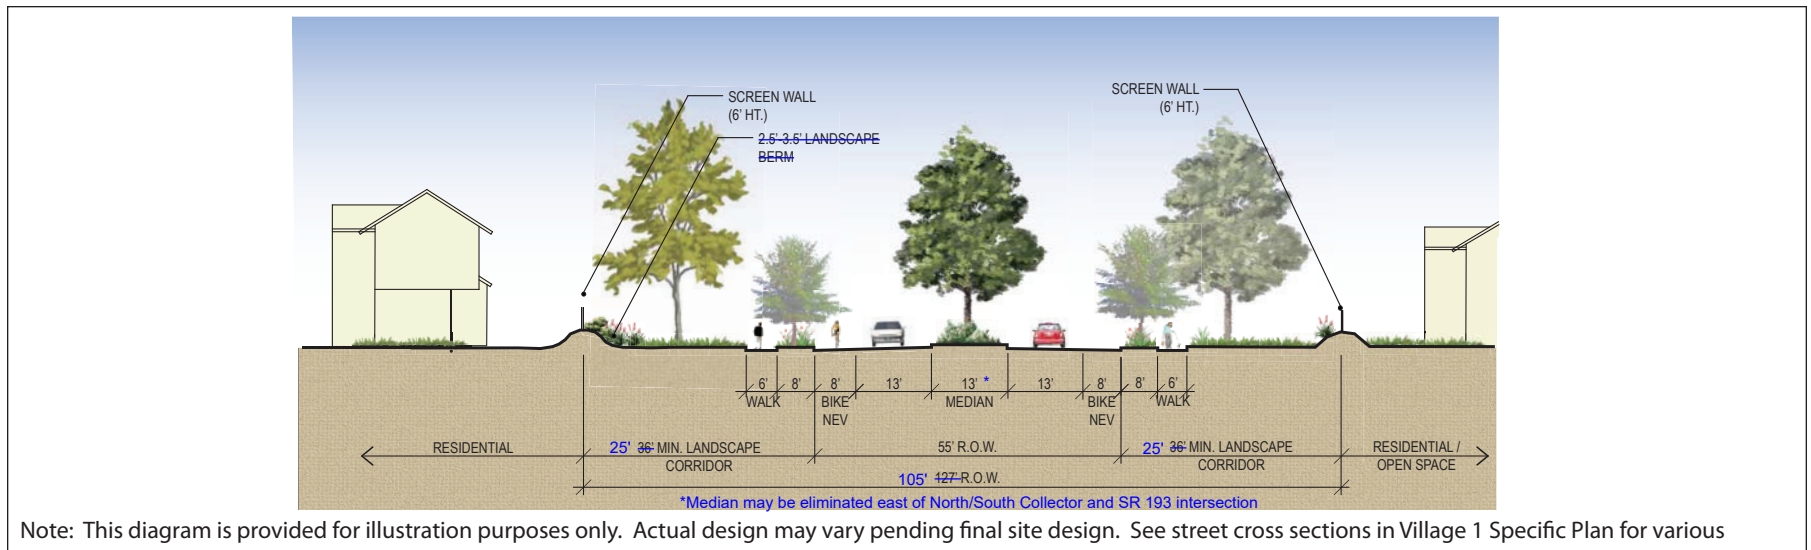 SCREEN WALL
(6' HT.)
2.5'-3.5' LANDSCAPE
BERM
SCREEN WALL
(6' HT.)
6' 8' 8' 13' 13' * 13' 8' 8' 6'
WALK BIKE MEDIAN BIKE WALK
NEV NEV
RESIDENTIAL 25' 36' MIN. LANDSCAPE 55' R.O.W. 25' 36' MIN. LANDSCAPE RESIDENTIAL /
CORRIDOR CORRIDOR OPEN SPACE
105' 127' R.O.W.
*Median may be eliminated east of North/South Collector and SR 193 intersection
Note: This diagram is provided for illustration purposes only. Actual design may vary pending final site design. See street cross sections in Village 1 Specific Plan for various